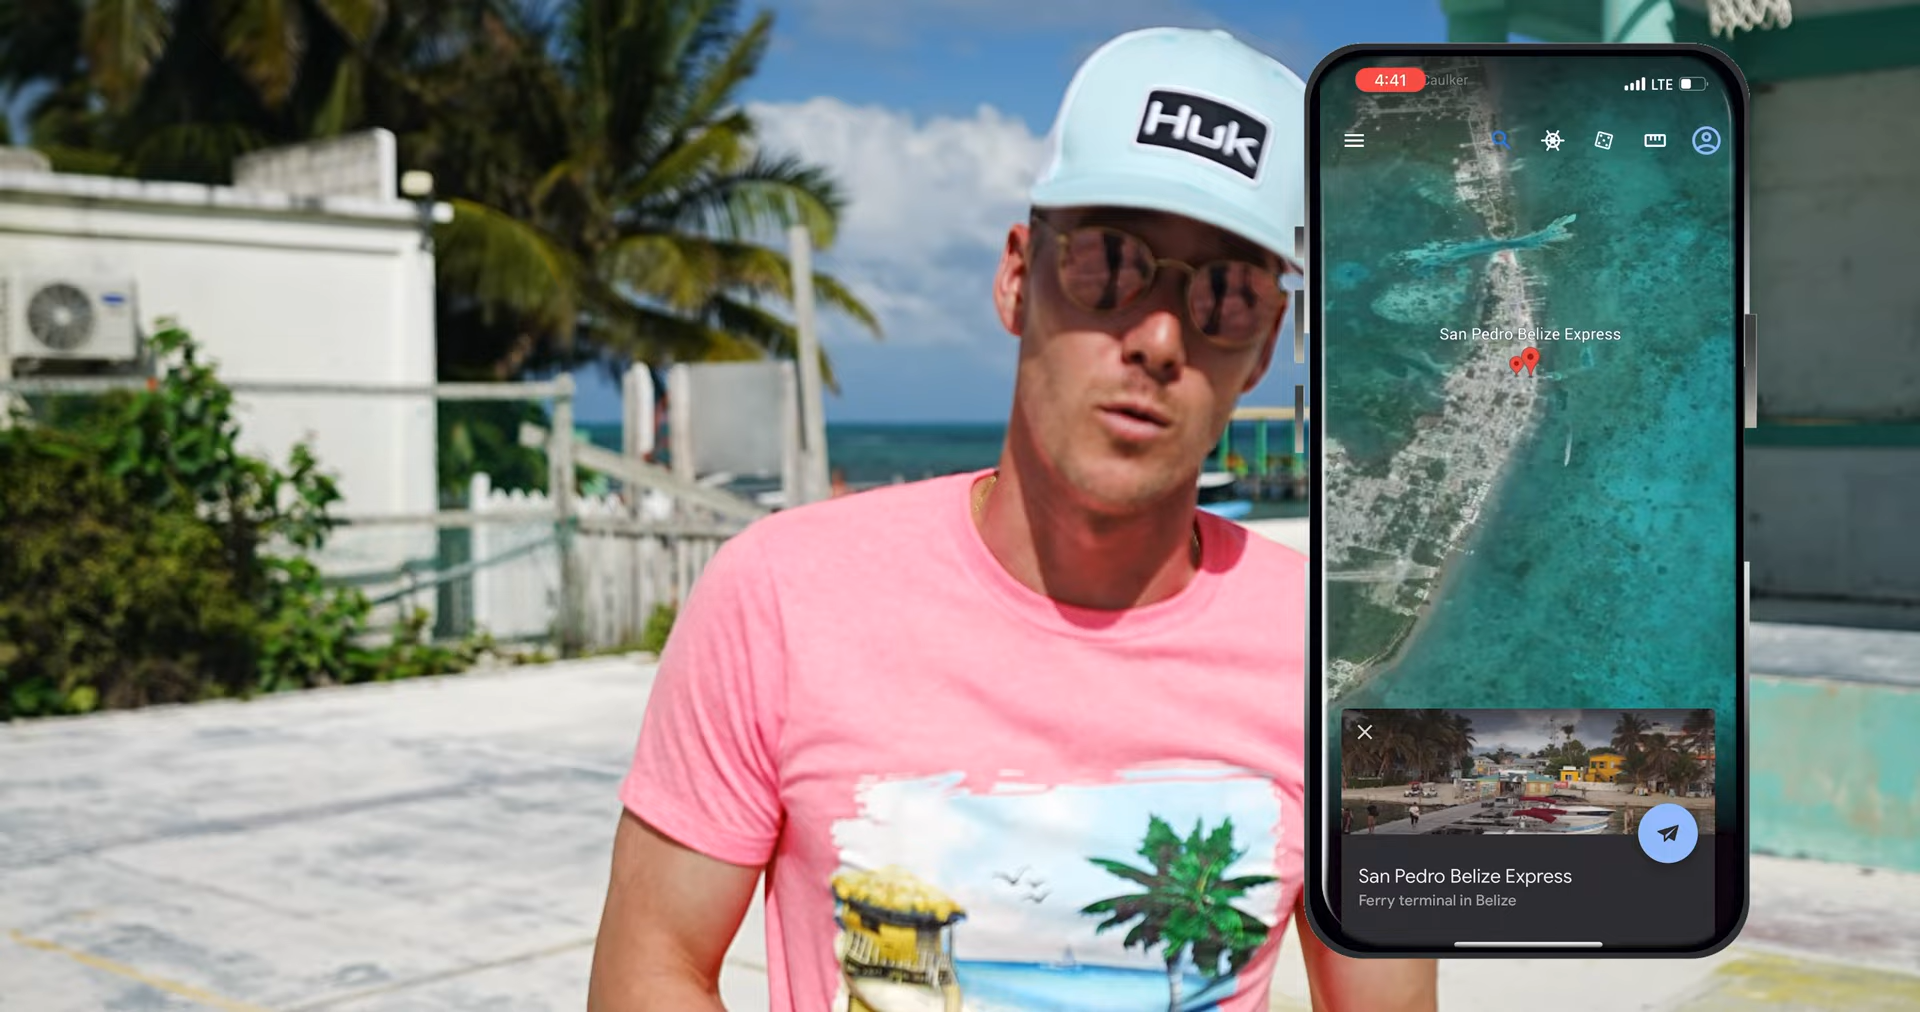 Huk
4:41
Caulker
LTE
San Pedro Belize Express
San Pedro Belize Express
Ferry terminal in Belize